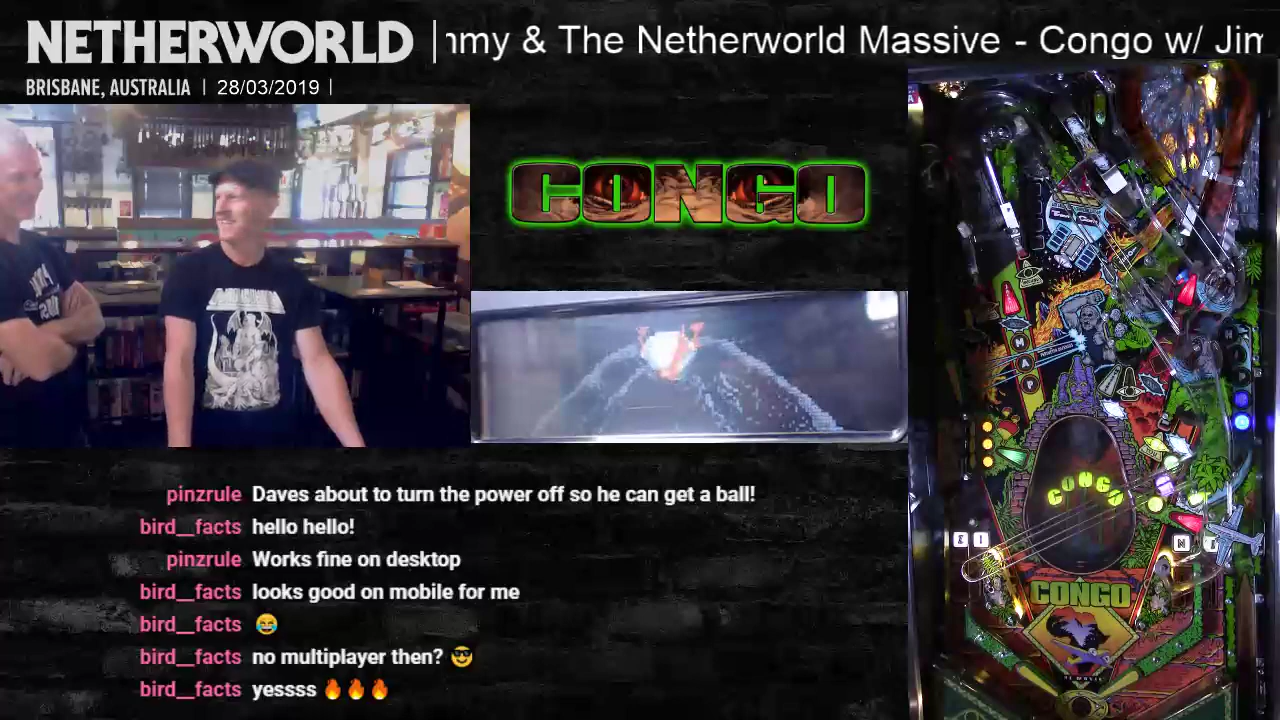 NETHERWORLD
mmy & The Netherworld Massive - Congo w/ Jim
BRISBANE, AUSTRALIA | 28/03/2019 |
CONGO
pinzrule Daves about to turn the power off so he can get a ball!
bird__facts hello hello!
pinzrule Works fine on desktop
bird__facts looks good on mobile for me
bird__facts 😂
bird__facts no multiplayer then? 😎
bird__facts yessss 🔥🔥🔥
M
A
P
CONGO
CONGO